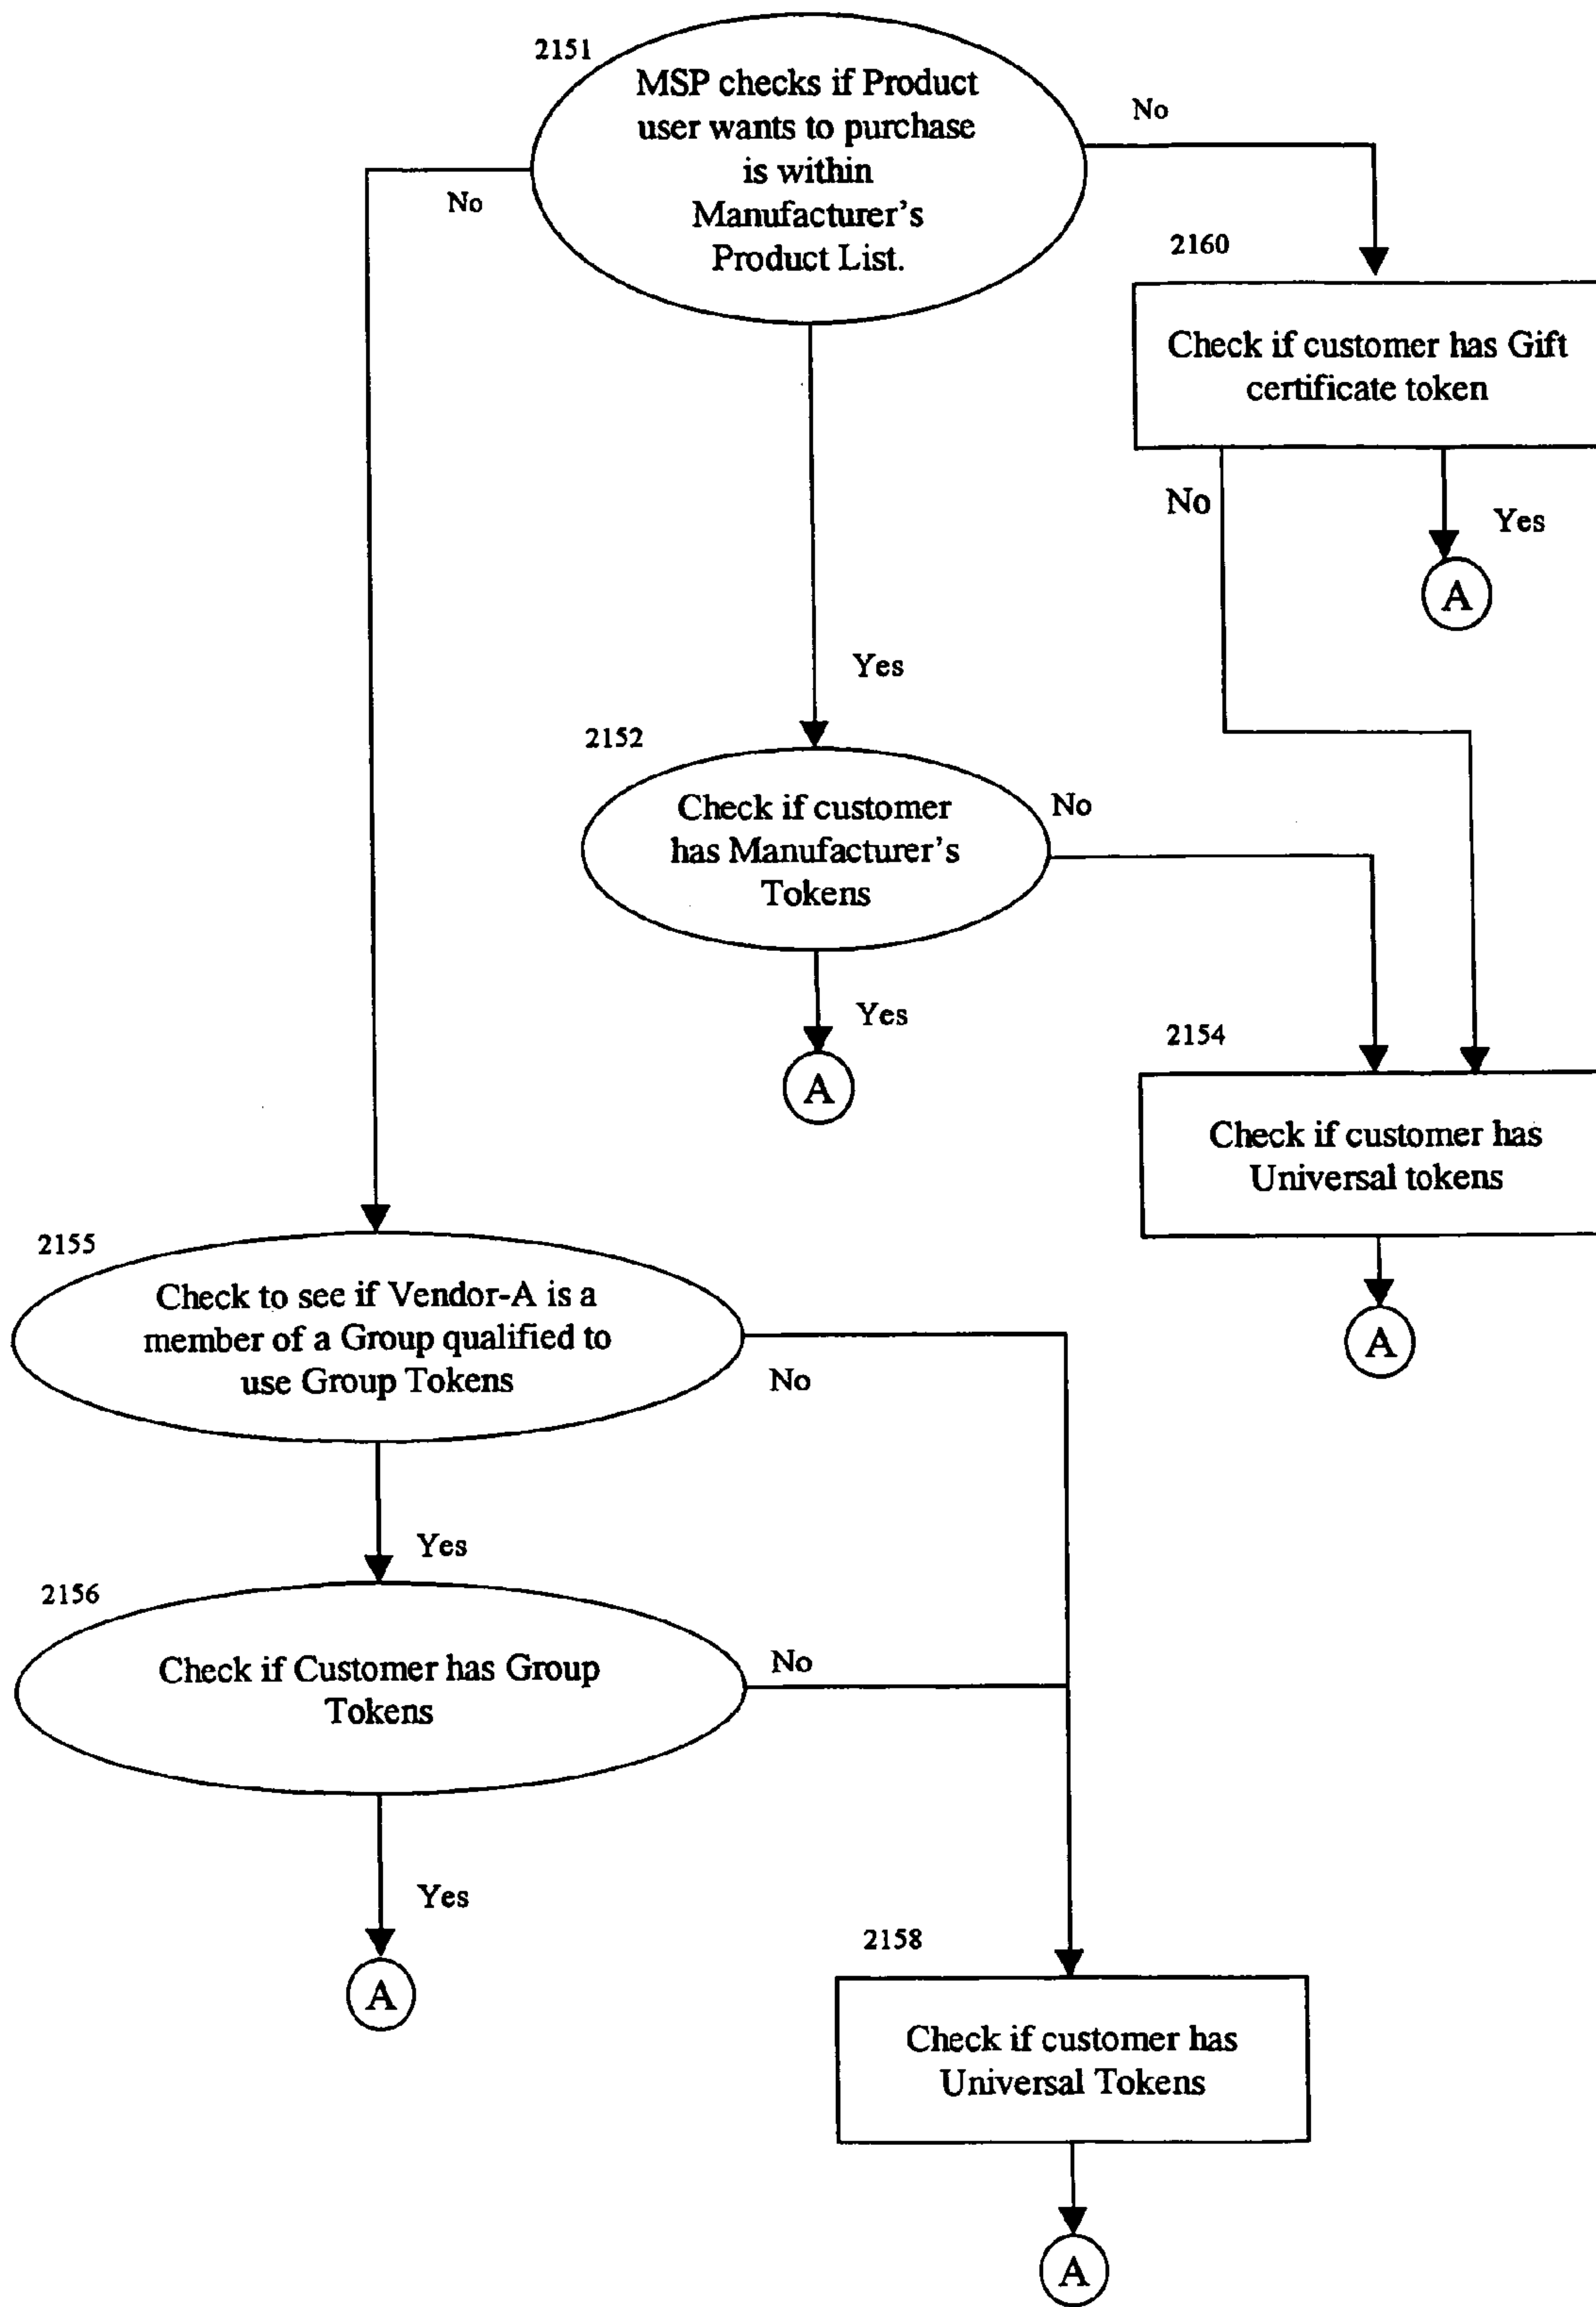 2151
MSP checks if Product
user wants to purchase
is within
Manufacturer's
Product List.
No
No
2160
Check if customer has Gift
certificate token
No
Yes
A
Yes
2152
Check if customer
has Manufacturer's
Tokens
No
Yes
A
2154
Check if customer has
Universal tokens
A
2155
Check to see if Vendor-A is a
member of a Group qualified to
use Group Tokens
No
Yes
2156
Check if Customer has Group
Tokens
No
Yes
A
2158
Check if customer has
Universal Tokens
A